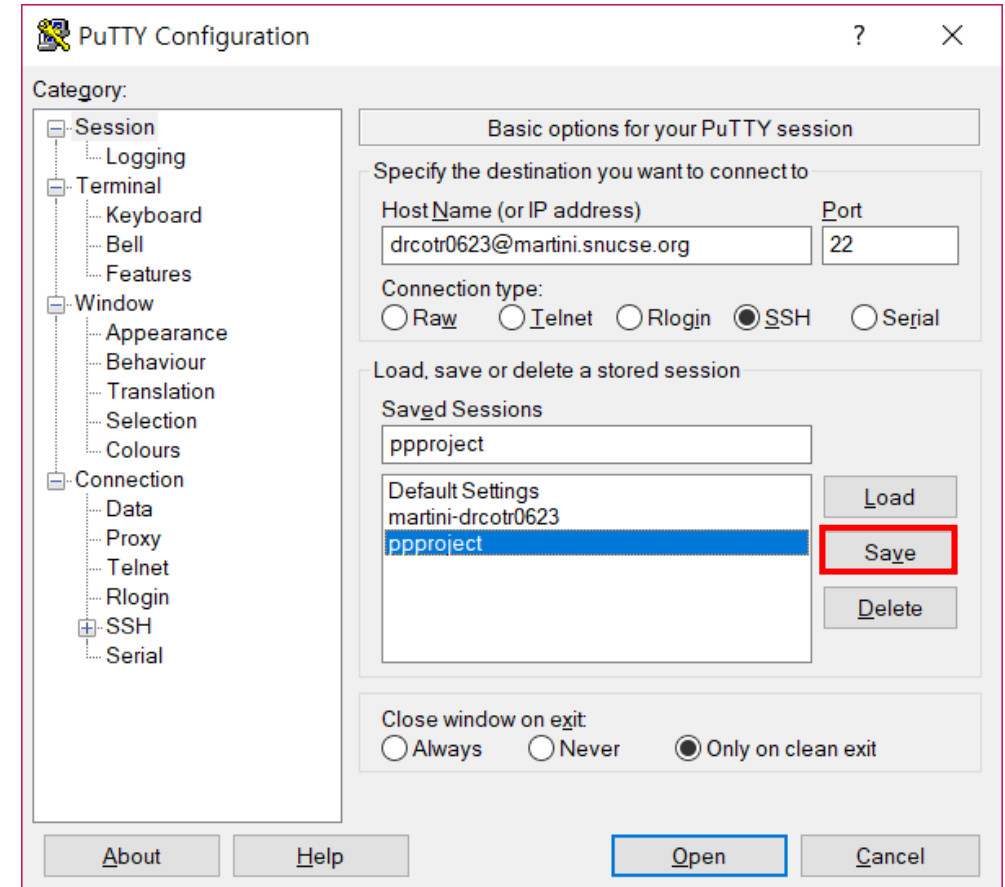 PuTTY Configuration
?
Category:
Session
Logging
Terminal
Keyboard
Bell
Features
Window
Appearance
Behaviour
Translation
Selection
Colours
Connection
Data
Proxy
Telnet
Rlogin
SSH
Serial
Basic options for your PuTTY session
Specify the destination you want to connect to
Host Name (or IP address) Port
drcotr0623@martini.snucse.org 22
Connection type:
Raw Telnet Rlogin SSH Serial
Load, save or delete a stored session
Saved Sessions
ppproject
Default Settings
martini-drcotr0623
ppproject
Load
Save
Delete
Close window on exit:
Always Never Only on clean exit
About Help Open Cancel